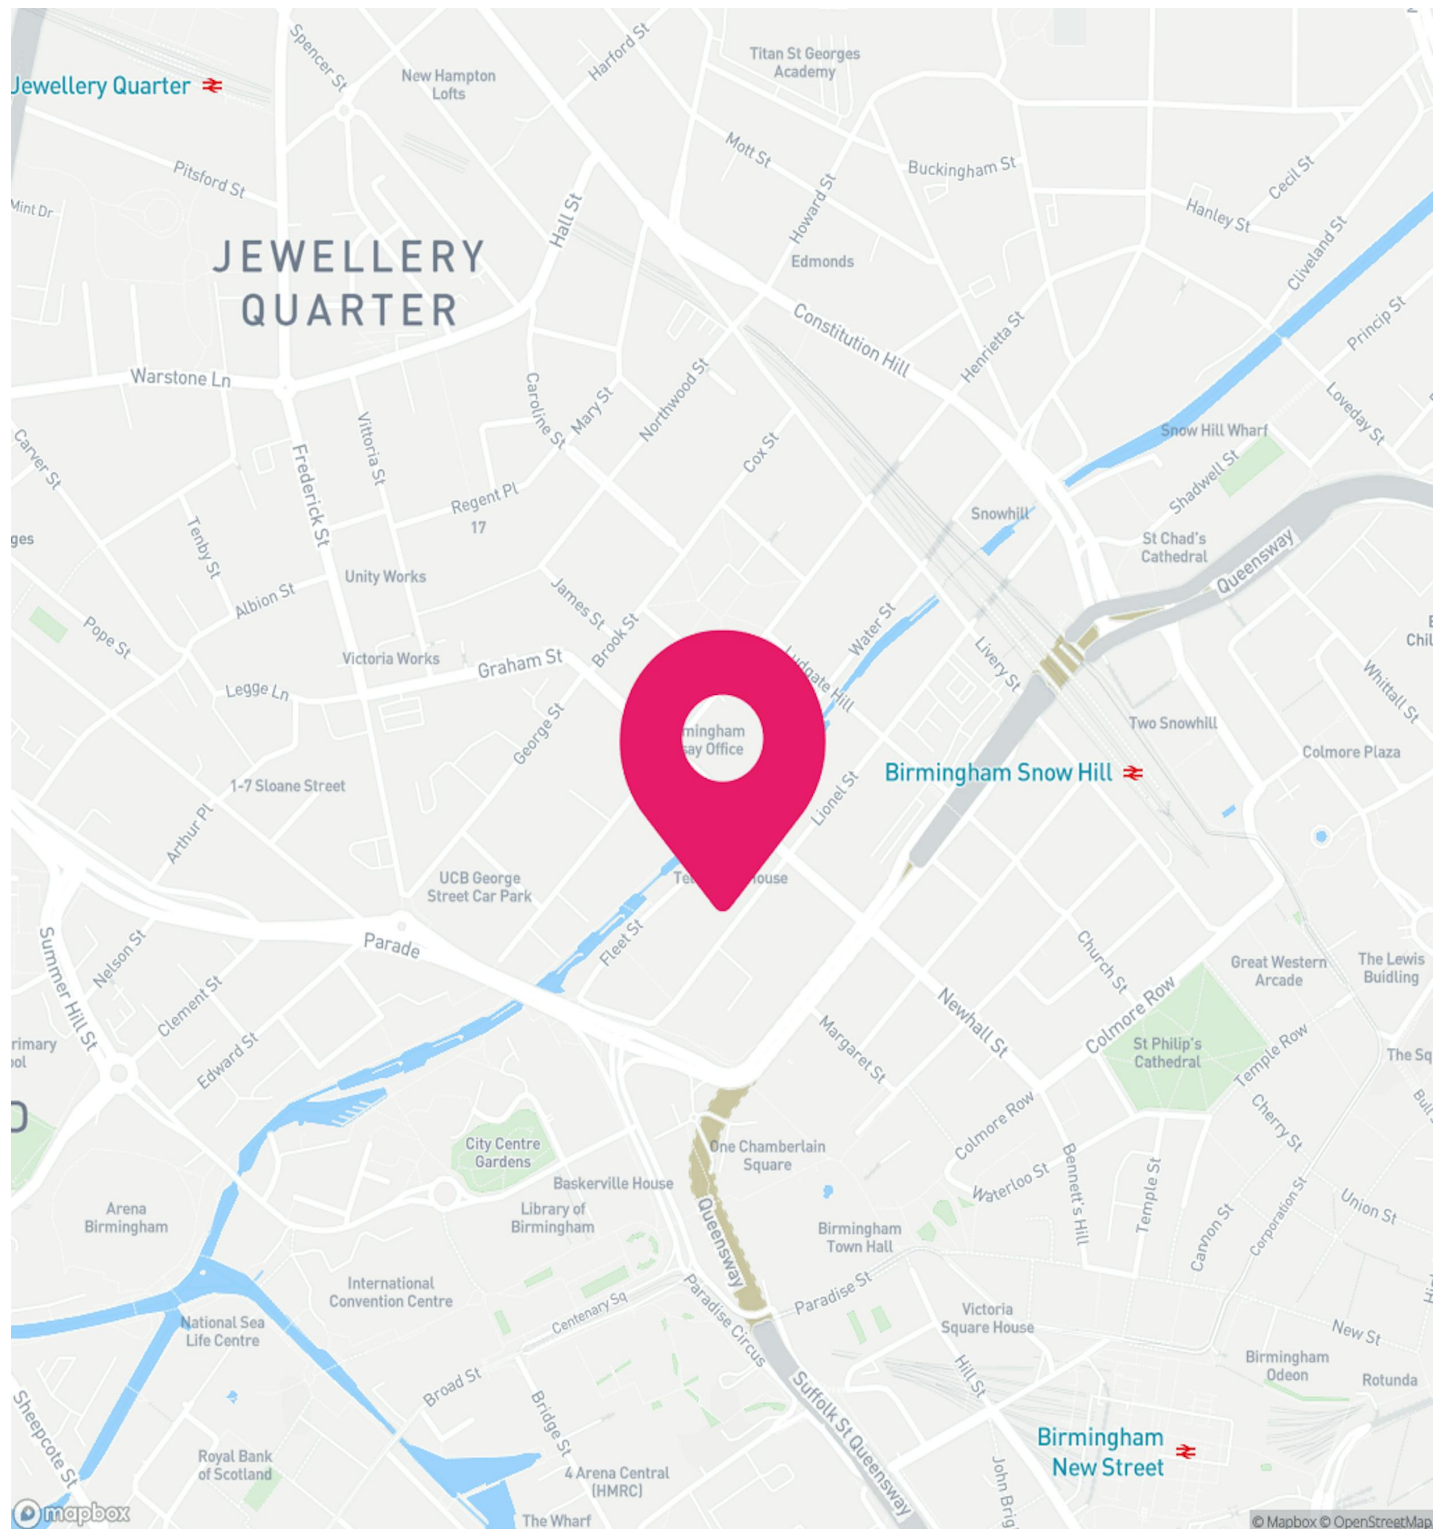 Spencer St
New Hampton
Lofts
Harford St
Titan St Georges
Academy
Jewellery Quarter
Mott St
Buckingham St
Cecil St
Pitsford St
Mint Dr
Hall St
Howard St
Hanley St
Cliveland St
JEWELLERY
QUARTER
Edmonds
Constitution Hill
Henrietta St
Princip St
Warstone Ln
Caroline St
Mary St
Northwood St
Loveday St
Carver St
Vittoria St
Frederick St
Cox St
Snow Hill Wharf
Shadwell St
Regent Pl
17
Tenby St
Snowhill
St Chad's
Cathedral
Queensway
Unity Works
Albion St
James St
Pope St
Brook St
Water St
Livery St
Victoria Works
Graham St
Ludgate Hill
Whittall St
Legge Ln
George St
Two Snowhill
Colmore Plaza
1-7 Sloane Street
Lionel St
Birmingham Snow Hill
Arthur Pl
UCB George
Street Car Park
Summer Hill St
Nelson St
Parade
Fleet St
Church St
Great Western
Arcade
The Lewis
Buidling
Clement St
Edward St
Newhall St
Colmore Row
Margaret St
St Philip's
Cathedral
Temple Row
Colmore Row
Cherry St
City Centre
Gardens
One Chamberlain
Square
Baskerville House
Waterloo St
Bennett's Hill
Temple St
Cannon St
Corporation St
Union St
Arena
Birmingham
Library of
Birmingham
Queensway
Birmingham
Town Hall
International
Convention Centre
Centenary Sq
Paradise Circus
Paradise St
National Sea
Life Centre
Victoria
Square House
New St
Broad St
Bridge St
Hill St
Birmingham
Odeon
Rotunda
Sheepcote St
Suffolk St Queensway
Birmingham
New Street
Royal Bank
of Scotland
4 Arena Central
(HMRC)
The Wharf
mapbox
© Mapbox © OpenStreetMap